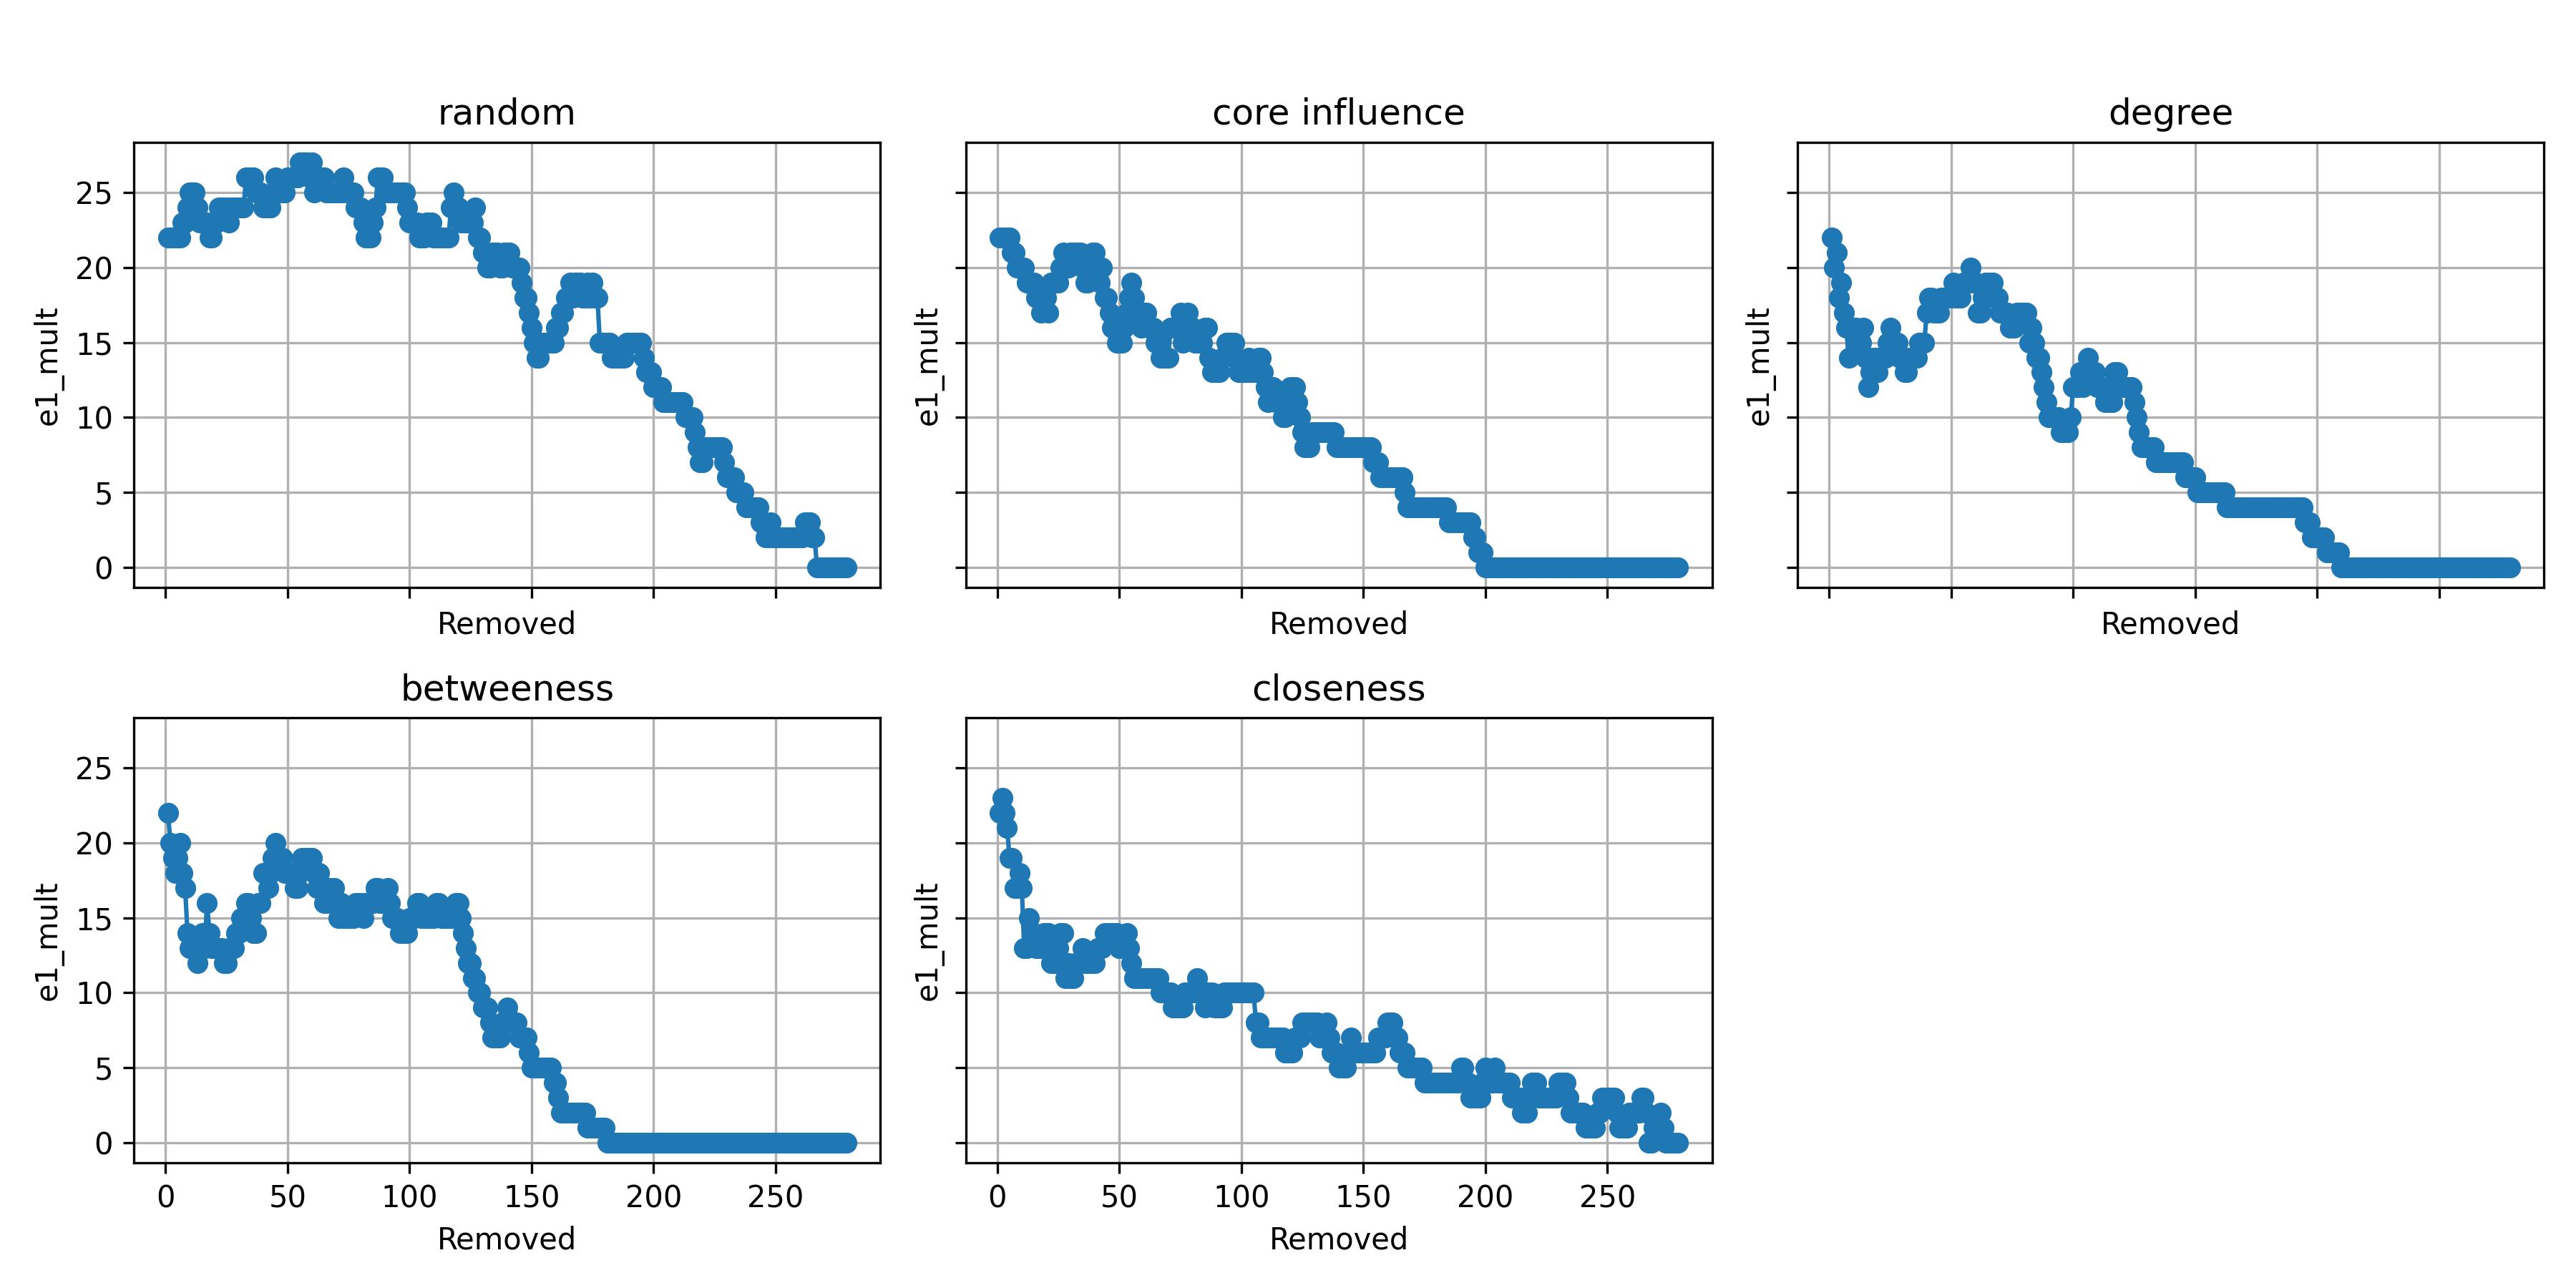 random
core influence
degree
25
20
15
10
5
0
e1_mult
e1_mult
e1_mult
Removed
Removed
Removed
betweeness
closeness
25
20
15
10
5
0
e1_mult
e1_mult
0 50 100 150 200 250
0 50 100 150 200 250
Removed
Removed